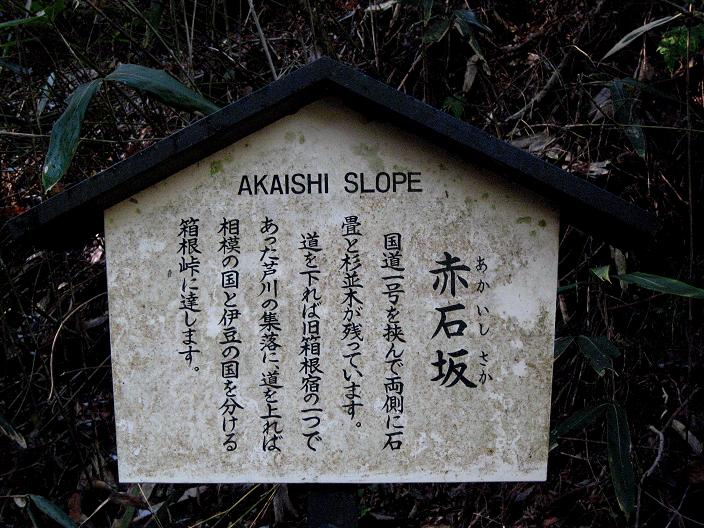 AKAISHI SLOPE
あかいしさか
赤石坂
国道一号を挟んで両側に石
畳と杉並木が残っています。
道を下れば旧箱根宿の一つで
あった芦川の集落に、道を上れば
相模の国と伊豆の国を分ける
箱根峠に達します。